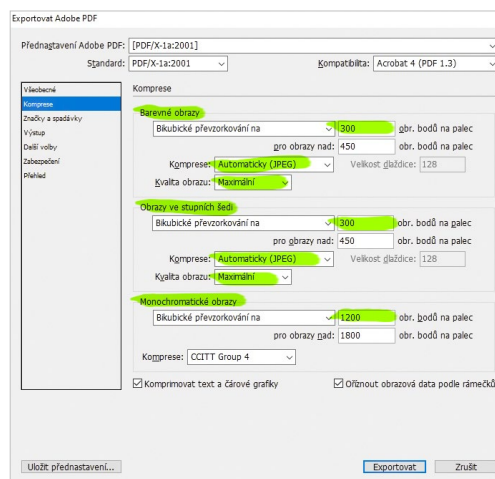 Exportovat Adobe PDF
Přednastavení Adobe PDF: [PDF/X-1a:2001]
Standard: PDF/X-1a:2001 Kompatibilita: Acrobat 4 (PDF 1.3)
Všeobecné
Komprese
Značky a spadávky
Výstup
Další volby
Zabezpečení
Přehled
Komprese
Barevné obrazy
Bikubické převzorkování na 300 obr. bodů na palec
pro obrazy nad: 450 obr. bodů na palec
Komprese: Automaticky (JPEG) Velikost dlaždice: 128
Kvalita obrazu: Maximální
Obrazy ve stupních šedi
Bikubické převzorkování na 300 obr. bodů na palec
pro obrazy nad: 450 obr. bodů na palec
Komprese: Automaticky (JPEG) Velikost dlaždice: 128
Kvalita obrazu: Maximální
Monochromatické obrazy
Bikubické převzorkování na 1200 obr. bodů na palec
pro obrazy nad: 1800 obr. bodů na palec
Komprese: CCITT Group 4
Komprimovat text a čárové grafiky Oříznout obrazová data podle rámečků
Uložit přednastavení... Exportovat Zrušit